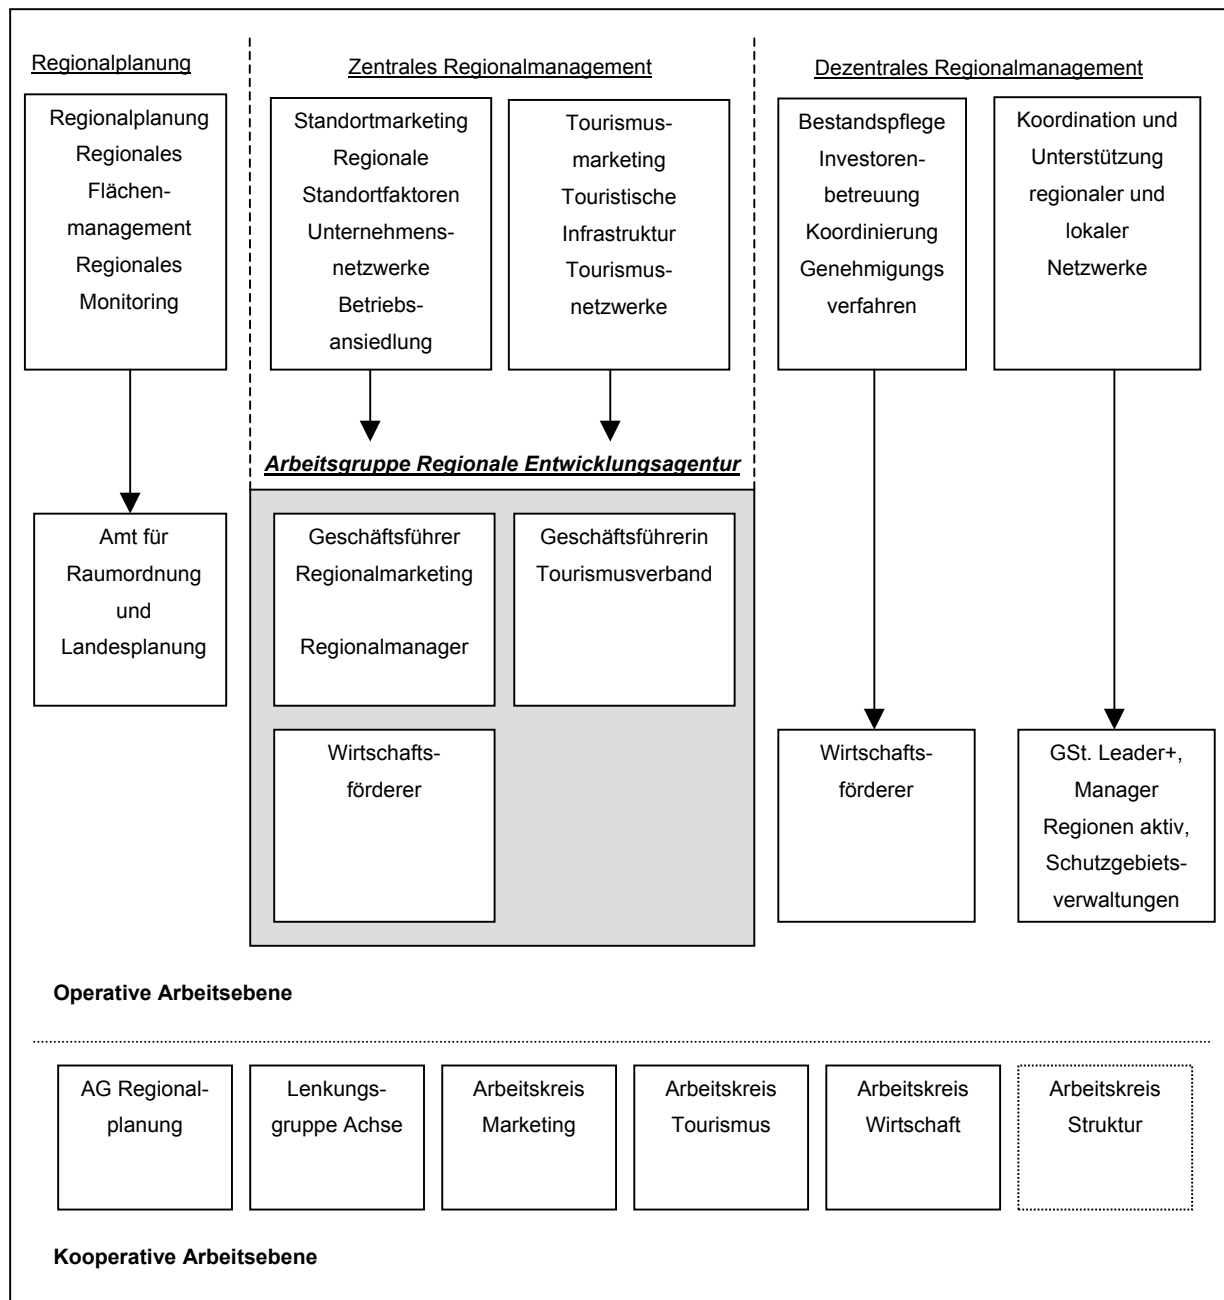 Regionalplanung
Zentrales Regionalmanagement
Dezentrales Regionalmanagement
Regionalplanung
Regionales
Flächen-
management
Regionales
Monitoring
Standortmarketing
Regionale
Standortfaktoren
Unternehmens-
netzwerke
Betriebs-
ansiedlung
Tourismus-
marketing
Touristische
Infrastruktur
Tourismus-
netzwerke
Bestandspflege
Investoren-
betreuung
Koordinierung
Genehmigungs
verfahren
Koordination und
Unterstützung
regionaler und
lokaler
Netzwerke
Arbeitsgruppe Regionale Entwicklungsagentur
Amt für
Raumordnung
und
Landesplanung
Geschäftsführer
Regionalmarketing
Regionalmanager
Geschäftsführerin
Tourismusverband
Wirtschafts-
förderer
Wirtschafts-
förderer
GSt. Leader+,
Manager
Regionen aktiv,
Schutzgebiets-
verwaltungen
Operative Arbeitsebene
AG Regional-
planung
Lenkungs-
gruppe Achse
Arbeitskreis
Marketing
Arbeitskreis
Tourismus
Arbeitskreis
Wirtschaft
Arbeitskreis
Struktur
Kooperative Arbeitsebene